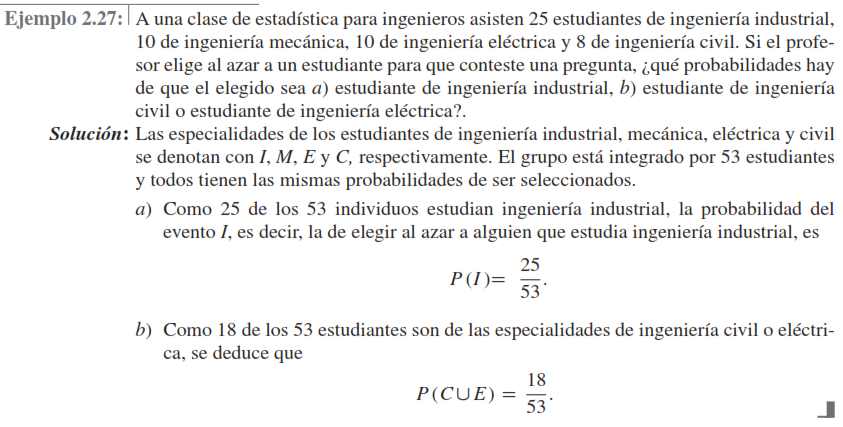 Ejemplo 2.27: A una clase de estadística para ingenieros asisten 25 estudiantes de ingeniería industrial,
10 de ingeniería mecánica, 10 de ingeniería eléctrica y 8 de ingeniería civil. Si el profe-
sor elige al azar a un estudiante para que conteste una pregunta, ¿qué probabilidades hay
de que el elegido sea a) estudiante de ingeniería industrial, b) estudiante de ingeniería
civil o estudiante de ingeniería eléctrica?.
Solución: Las especialidades de los estudiantes de ingeniería industrial, mecánica, eléctrica y civil
se denotan con I, M, E y C, respectivamente. El grupo está integrado por 53 estudiantes
y todos tienen las mismas probabilidades de ser seleccionados.
a) Como 25 de los 53 individuos estudian ingeniería industrial, la probabilidad del
evento I, es decir, la de elegir al azar a alguien que estudia ingeniería industrial, es
P(I)= 25/53.
b) Como 18 de los 53 estudiantes son de las especialidades de ingeniería civil o eléctri-
ca, se deduce que
P(C∪E) = 18/53.